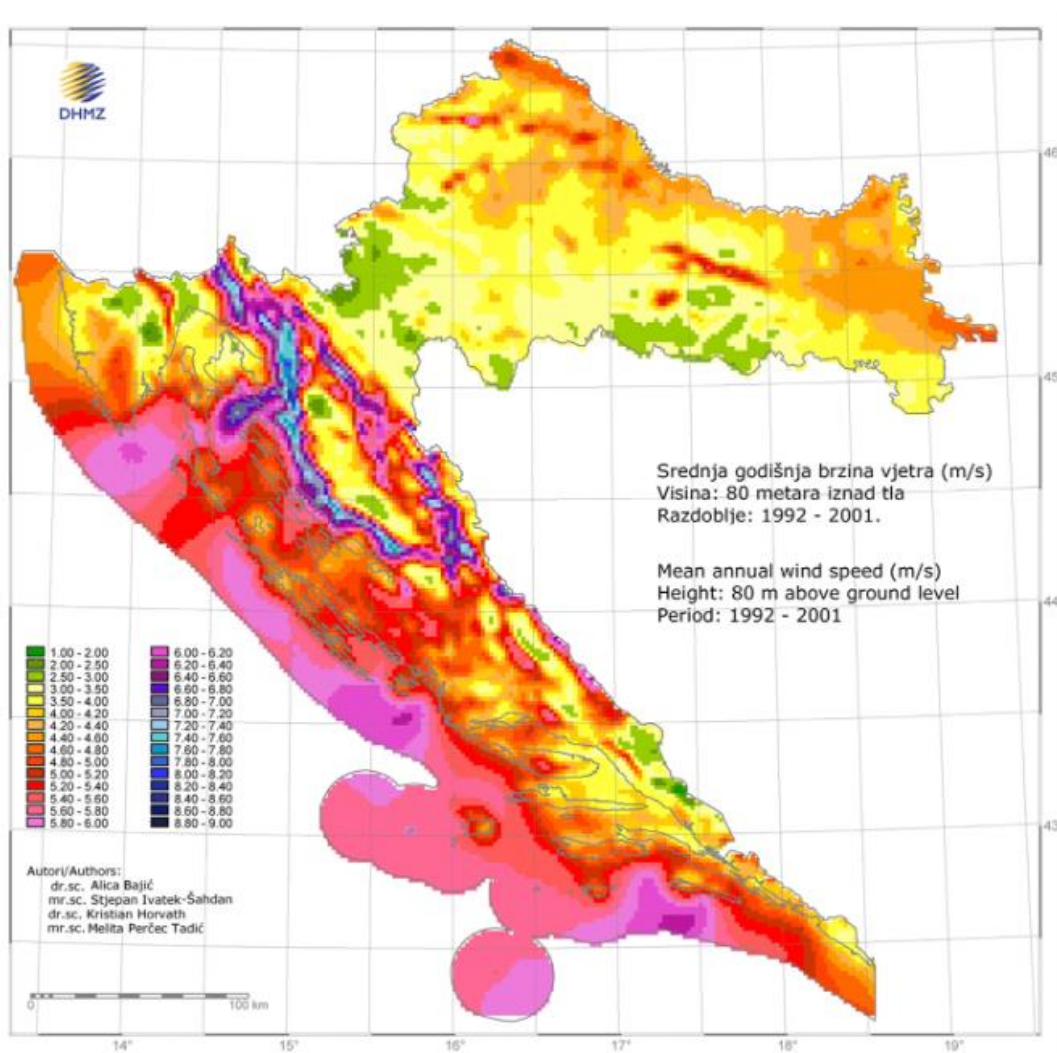 DHMZ
46
45
Srednja godišnja brzina vjetra (m/s)
Visina: 80 metara iznad tla
Razdoblje: 1992 - 2001.
Mean annual wind speed (m/s)
Height: 80 m above ground level
Period: 1992 - 2001
44
1.00 - 2.00
2.00 - 2.50
2.50 - 3.00
3.00 - 3.50
3.50 - 4.00
4.00 - 4.20
4.20 - 4.40
4.40 - 4.60
4.60 - 4.80
4.80 - 5.00
5.00 - 5.20
5.20 - 5.40
5.40 - 5.60
5.60 - 5.80
5.80 - 6.00
6.00 - 6.20
6.20 - 6.40
6.40 - 6.60
6.60 - 6.80
6.80 - 7.00
7.00 - 7.20
7.20 - 7.40
7.40 - 7.60
7.60 - 7.80
7.80 - 8.00
8.00 - 8.20
8.20 - 8.40
8.40 - 8.60
8.60 - 8.80
8.80 - 9.00
43
Autori/Authors:
dr.sc. Alica Bajić
mr.sc. Stjepan Ivatek-Šahdan
dr.sc. Kristian Horvath
mr.sc. Melita Perčec Tadić
0 100 km
14° 15° 16° 17° 18° 19°